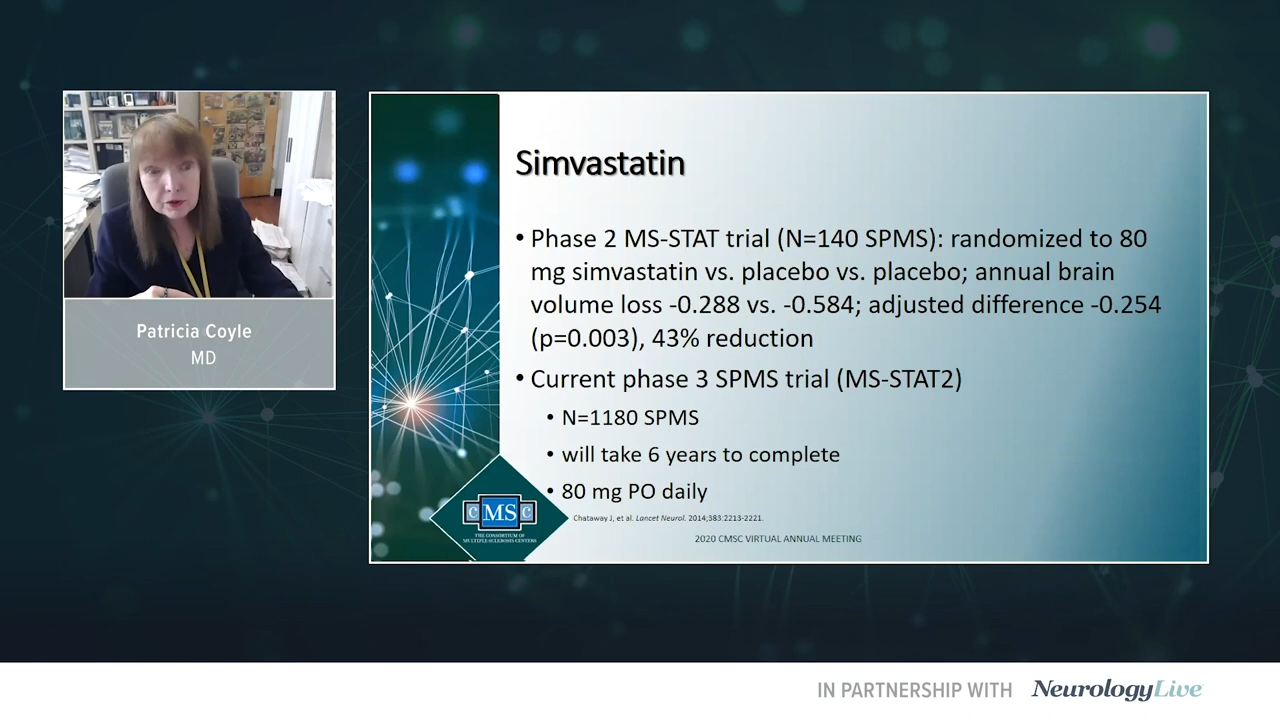 Patricia Coyle
MD
Simvastatin
• Phase 2 MS-STAT trial (N=140 SPMS): randomized to 80
mg simvastatin vs. placebo vs. placebo; annual brain
volume loss -0.288 vs. -0.584; adjusted difference -0.254
(p=0.003), 43% reduction
• Current phase 3 SPMS trial (MS-STAT2)
• N=1180 SPMS
• will take 6 years to complete
• 80 mg PO daily
Chataway J, et al. Lancet Neurol. 2014;383:2213-2221.
CMSC
THE CONSORTIUM OF
MULTIPLE SCLEROSIS CENTERS
2020 CMSC VIRTUAL ANNUAL MEETING
IN PARTNERSHIP WITH NeurologyLive